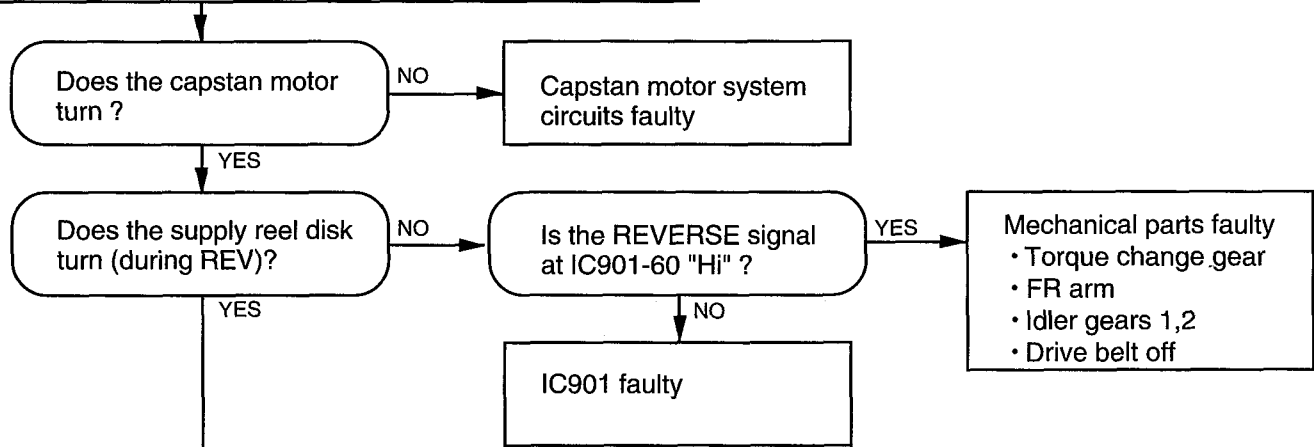 Does the capstan motor
turn ?
NO
Capstan motor system
circuits faulty
YES
Does the supply reel disk
turn (during REV)?
NO
Is the REVERSE signal
at IC901-60 "Hi" ?
YES
Mechanical parts faulty
・Torque change gear
・FR arm
・Idler gears 1,2
・Drive belt off
YES
NO
IC901 faulty